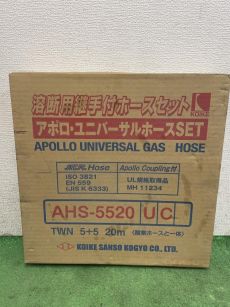 溶断用継手付ホースセット
KOIKE
アポロ・ユニバーサルホースSET
APOLLO UNIVERSAL GAS HOSE
Hose Apollo Coupling付
ISO 3821
EN 559
(JIS K 6333)
UL規格取得品
MH 11234
AHS-5520 UC
TWN 5+5 20m
KOIKE SANSO KOGYO CO., LTD.